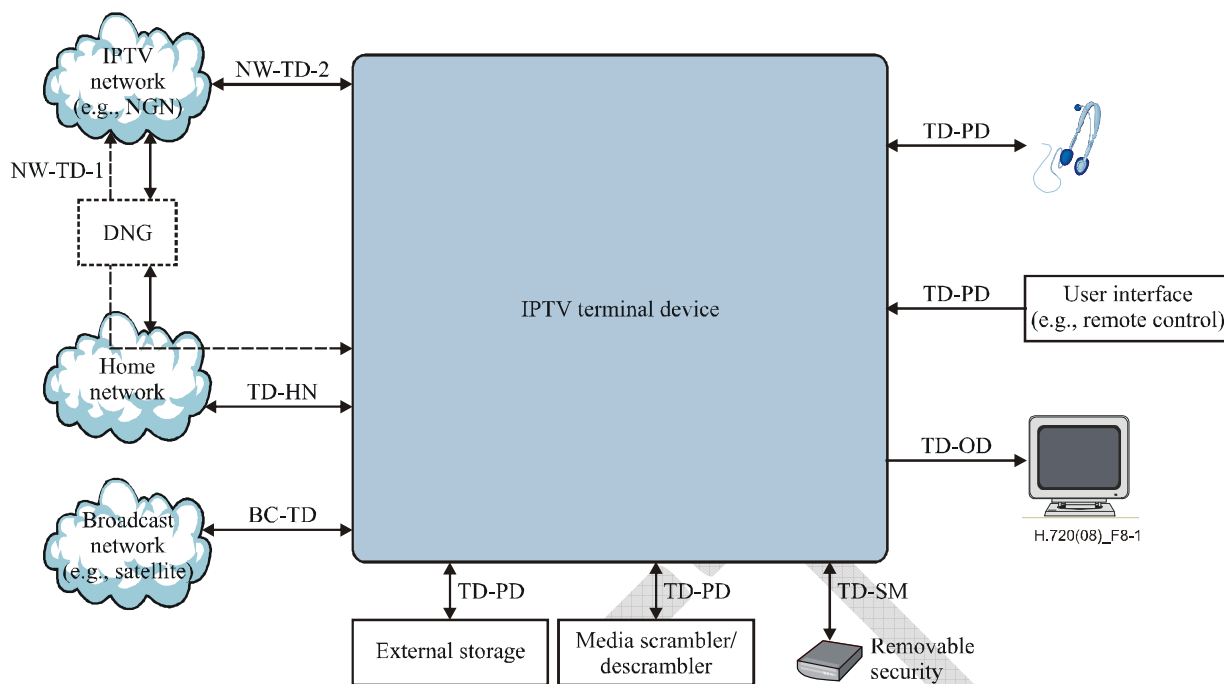 IPTV
network
(e.g., NGN)
NW-TD-2
NW-TD-1
DNG
Home
network
TD-HN
Broadcast
network
(e.g., satellite)
BC-TD
IPTV terminal device
TD-PD
TD-PD
User interface
(e.g., remote control)
TD-OD
H.720(08)_F8-1
TD-PD
External storage
TD-PD
Media scrambler/
descrambler
TD-SM
Removable
security